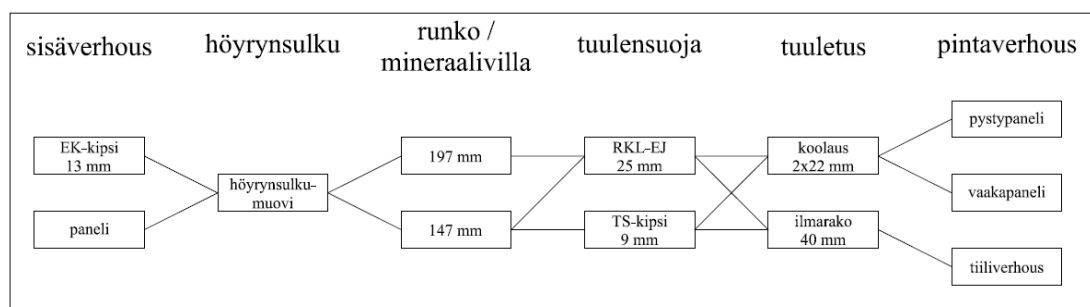 sisäverhous
höyrynsulku
runko /
mineraalivilla
tuulensuoja
tuuletus
pintaverhous
EK-kipsi
13 mm
paneli
höyrynsulku-
muovi
197 mm
147 mm
RKL-EJ
25 mm
TS-kipsi
9 mm
koolaus
2x22 mm
ilmarako
40 mm
pystypaneli
vaakapaneli
tiiliverhous